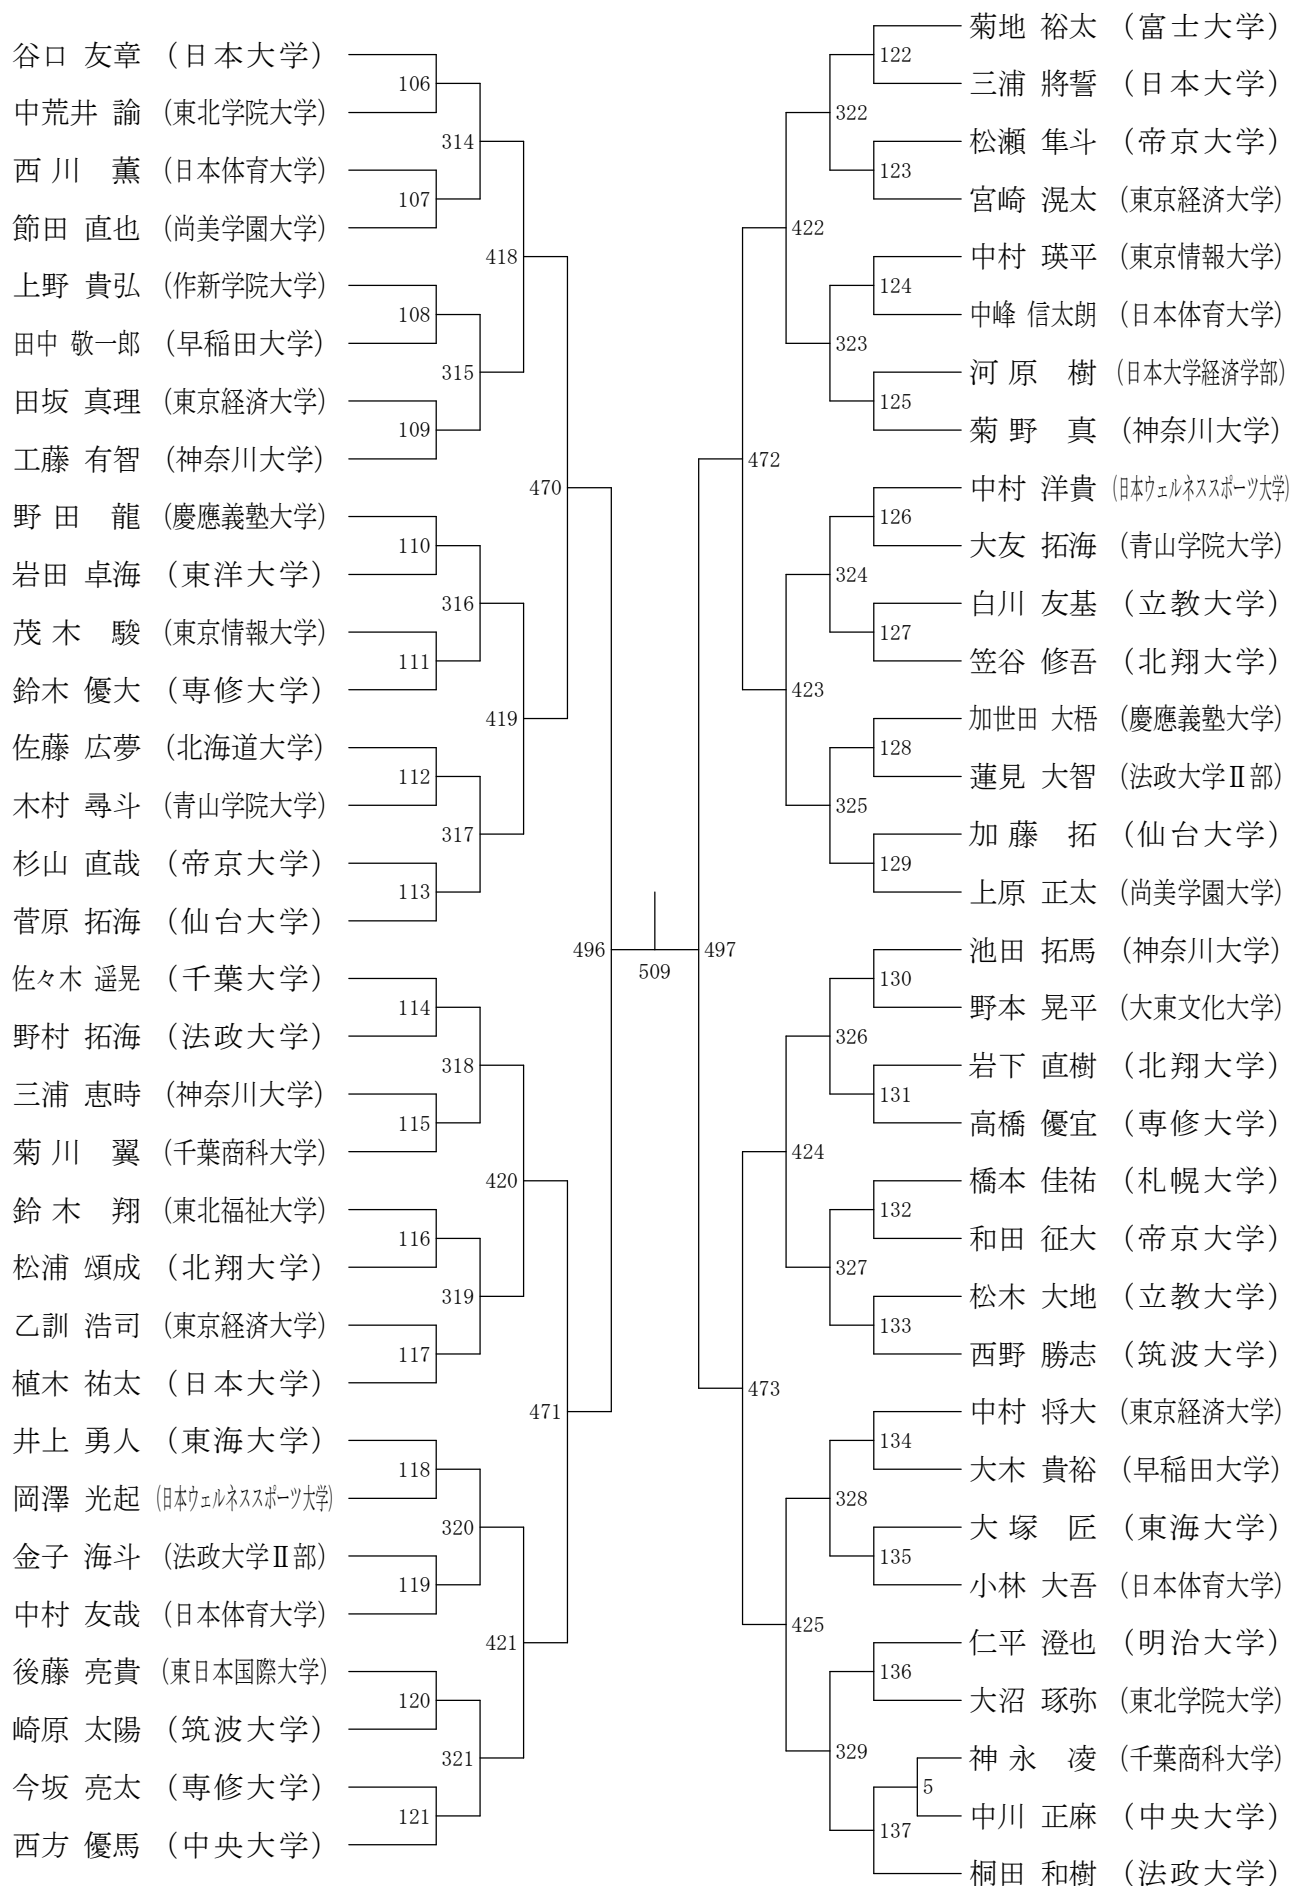 谷口 友章 (日本大学)
中荒井 諭 (東北学院大学)
西川 薫 (日本体育大学)
節田 直也 (尚美学園大学)
上野 貴弘 (作新学院大学)
田中 敬一郎 (早稲田大学)
田坂 真理 (東京経済大学)
工藤 有智 (神奈川大学)
野田 龍 (慶應義塾大学)
岩田 卓海 (東洋大学)
茂木 駿 (東京情報大学)
鈴木 優大 (専修大学)
佐藤 広夢 (北海道大学)
木村 尋斗 (青山学院大学)
杉山 直哉 (帝京大学)
菅原 拓海 (仙台大学)
佐々木 遥晃 (千葉大学)
野村 拓海 (法政大学)
三浦 恵時 (神奈川大学)
菊川 翼 (千葉商科大学)
鈴木 翔 (東北福祉大学)
松浦 頌成 (北翔大学)
乙訓 浩司 (東京経済大学)
植木 祐太 (日本大学)
井上 勇人 (東海大学)
岡澤 光起 (日本ウェルネススポーツ大学)
金子 海斗 (法政大学Ⅱ部)
中村 友哉 (日本体育大学)
後藤 亮貴 (東日本国際大学)
崎原 太陽 (筑波大学)
今坂 亮太 (専修大学)
西方 優馬 (中央大学)
106
107
108
109
110
111
112
113
114
115
116
117
118
119
120
121
314
315
316
317
318
319
320
321
418
419
420
421
470
471
496
509
497
472
473
422
423
424
425
322
323
324
325
326
327
328
329
122
123
124
125
126
127
128
129
130
131
132
133
134
135
136
137
5
菊地 裕太 (富士大学)
三浦 將誓 (日本大学)
松瀬 隼斗 (帝京大学)
宮崎 滉太 (東京経済大学)
中村 瑛平 (東京情報大学)
中峰 信太朗 (日本体育大学)
河原 樹 (日本大学経済学部)
菊野 真 (神奈川大学)
中村 洋貴 (日本ウェルネススポーツ大学)
大友 拓海 (青山学院大学)
白川 友基 (立教大学)
笠谷 修吾 (北翔大学)
加世田 大梧 (慶應義塾大学)
蓮見 大智 (法政大学Ⅱ部)
加藤 拓 (仙台大学)
上原 正太 (尚美学園大学)
池田 拓馬 (神奈川大学)
野本 晃平 (大東文化大学)
岩下 直樹 (北翔大学)
高橋 優宜 (専修大学)
橋本 佳祐 (札幌大学)
和田 征大 (帝京大学)
松木 大地 (立教大学)
西野 勝志 (筑波大学)
中村 将大 (東京経済大学)
大木 貴裕 (早稲田大学)
大塚 匠 (東海大学)
小林 大吾 (日本体育大学)
仁平 澄也 (明治大学)
大沼 琢弥 (東北学院大学)
神永 凌 (千葉商科大学)
中川 正麻 (中央大学)
桐田 和樹 (法政大学)